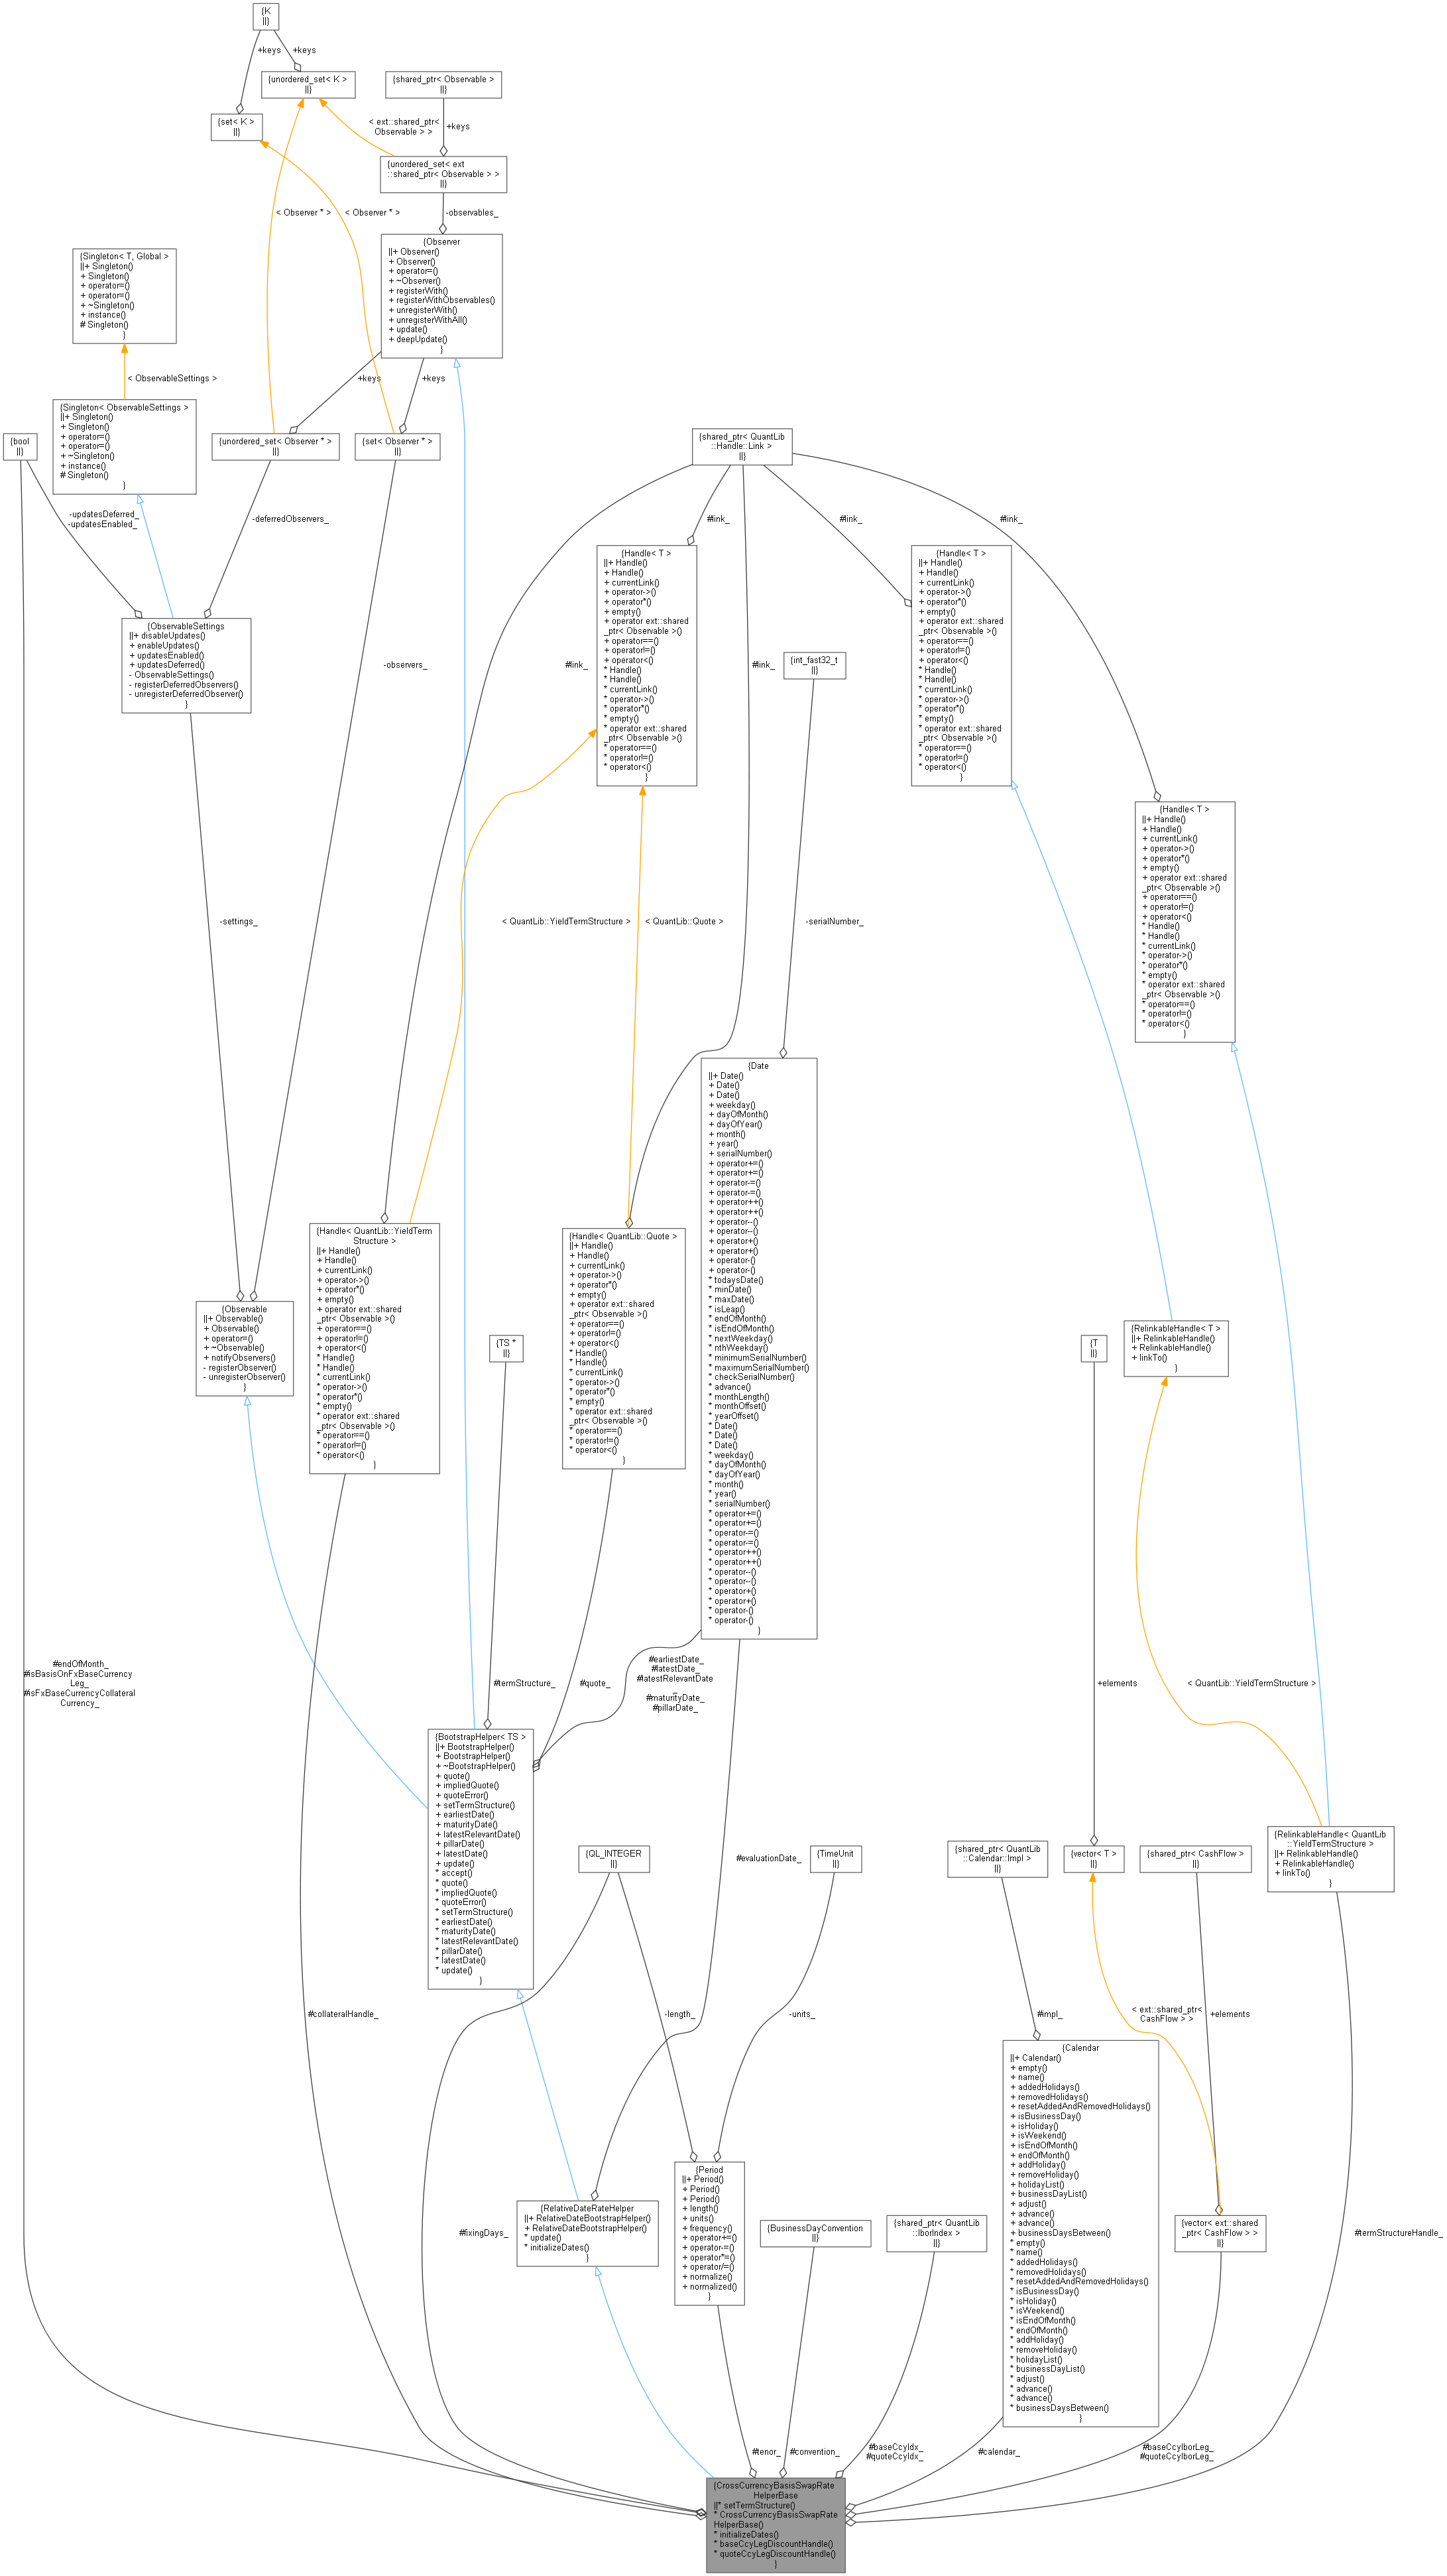 {K
||}
+keys
+keys
{unordered_set< K >
||}
{shared_ptr< Observable >
||}
{set< K >
||}
< ext::shared_ptr<
Observable > >
+keys
{unordered_set< ext
::shared_ptr< Observable > >
||}
< Observer * >
< Observer * >
-observables_
{Observer
||+ Observer()
+ Observer()
+ operator=()
+ ~Observer()
+ registerWith()
+ registerWithObservables()
+ unregisterWith()
+ unregisterWithAll()
+ update()
+ deepUpdate()
}
{Singleton< T, Global >
||+ Singleton()
+ Singleton()
+ operator=()
+ operator=()
+ ~Singleton()
+ instance()
# Singleton()
}
< ObservableSettings >
+keys
+keys
{bool
||}
{Singleton< ObservableSettings >
||+ Singleton()
+ Singleton()
+ operator=()
+ operator=()
+ ~Singleton()
+ instance()
# Singleton()
}
{unordered_set< Observer * >
||}
{set< Observer * >
||}
{shared_ptr< QuantLib
::Handle::Link >
||}
-updatesDeferred_
-updatesEnabled_
-deferredObservers_
#link_
#link_
#link_
{Handle< T >
||+ Handle()
+ Handle()
+ currentLink()
+ operator->()
+ operator*()
+ empty()
+ operator ext::shared
_ptr< Observable >()
+ operator==()
+ operator!=()
+ operator<()
* Handle()
* Handle()
* currentLink()
* operator->()
* operator*()
* empty()
* operator ext::shared
_ptr< Observable >()
* operator==()
* operator!=()
* operator<()
}
{Handle< T >
||+ Handle()
+ Handle()
+ currentLink()
+ operator->()
+ operator*()
+ empty()
+ operator ext::shared
_ptr< Observable >()
+ operator==()
+ operator!=()
+ operator<()
* Handle()
* Handle()
* currentLink()
* operator->()
* operator*()
* empty()
* operator ext::shared
_ptr< Observable >()
* operator==()
* operator!=()
* operator<()
}
{ObservableSettings
||+ disableUpdates()
+ enableUpdates()
+ updatesEnabled()
+ updatesDeferred()
- ObservableSettings()
- registerDeferredObservers()
- unregisterDeferredObserver()
}
-observers_
#link_
#link_
{int_fast32_t
||}
{Handle< T >
||+ Handle()
+ Handle()
+ currentLink()
+ operator->()
+ operator*()
+ empty()
+ operator ext::shared
_ptr< Observable >()
+ operator==()
+ operator!=()
+ operator<()
* Handle()
* Handle()
* currentLink()
* operator->()
* operator*()
* empty()
* operator ext::shared
_ptr< Observable >()
* operator==()
* operator!=()
* operator<()
}
-settings_
< QuantLib::YieldTermStructure >
< QuantLib::Quote >
-serialNumber_
{Date
||+ Date()
+ Date()
+ Date()
+ weekday()
+ dayOfMonth()
+ dayOfYear()
+ month()
+ year()
+ serialNumber()
+ operator+=()
+ operator+=()
+ operator-=()
+ operator-=()
+ operator++()
+ operator++()
+ operator--()
+ operator--()
+ operator+()
+ operator+()
+ operator-()
+ operator-()
* todaysDate()
* minDate()
* maxDate()
* isLeap()
* endOfMonth()
* isEndOfMonth()
* nextWeekday()
* nthWeekday()
* minimumSerialNumber()
* maximumSerialNumber()
* checkSerialNumber()
* advance()
* monthLength()
* monthOffset()
* yearOffset()
* Date()
* Date()
* Date()
* weekday()
* dayOfMonth()
* dayOfYear()
* month()
* year()
* serialNumber()
* operator+=()
* operator+=()
* operator-=()
* operator-=()
* operator++()
* operator++()
* operator--()
* operator--()
* operator+()
* operator+()
* operator-()
* operator-()
}
{Observable
||+ Observable()
+ Observable()
+ operator=()
+ ~Observable()
+ notifyObservers()
- registerObserver()
- unregisterObserver()
}
{Handle< QuantLib::YieldTerm
Structure >
||+ Handle()
+ Handle()
+ currentLink()
+ operator->()
+ operator*()
+ empty()
+ operator ext::shared
_ptr< Observable >()
+ operator==()
+ operator!=()
+ operator<()
* Handle()
* Handle()
* currentLink()
* operator->()
* operator*()
* empty()
* operator ext::shared
_ptr< Observable >()
* operator==()
* operator!=()
* operator<()
}
{TS *
||}
{Handle< QuantLib::Quote >
||+ Handle()
+ Handle()
+ currentLink()
+ operator->()
+ operator*()
+ empty()
+ operator ext::shared
_ptr< Observable >()
+ operator==()
+ operator!=()
+ operator<()
* Handle()
* Handle()
* currentLink()
* operator->()
* operator*()
* empty()
* operator ext::shared
_ptr< Observable >()
* operator==()
* operator!=()
* operator<()
}
{T
||}
{RelinkableHandle< T >
||+ RelinkableHandle()
+ RelinkableHandle()
+ linkTo()
}
#endOfMonth_
#isBasisOnFxBaseCurrency
Leg_
#isFxBaseCurrencyCollateral
Currency_
#termStructure_
#quote_
#earliestDate_
#latestDate_
#latestRelevantDate
_
#maturityDate_
#pillarDate_
+elements
< QuantLib::YieldTermStructure >
{BootstrapHelper< TS >
||+ BootstrapHelper()
+ BootstrapHelper()
+ ~BootstrapHelper()
+ quote()
+ impliedQuote()
+ quoteError()
+ setTermStructure()
+ earliestDate()
+ maturityDate()
+ latestRelevantDate()
+ pillarDate()
+ latestDate()
+ update()
* accept()
* quote()
* impliedQuote()
* quoteError()
* setTermStructure()
* earliestDate()
* maturityDate()
* latestRelevantDate()
* pillarDate()
* latestDate()
* update()
}
{QL_INTEGER
||}
#evaluationDate_
{TimeUnit
||}
{shared_ptr< QuantLib
::Calendar::Impl >
||}
{vector< T >
||}
{shared_ptr< CashFlow >
||}
{RelinkableHandle< QuantLib
::YieldTermStructure >
||+ RelinkableHandle()
+ RelinkableHandle()
+ linkTo()
}
#collateralHandle_
-length_
-units_
#impl_
< ext::shared_ptr<
CashFlow > >
+elements
{Calendar
||+ Calendar()
+ empty()
+ name()
+ addedHolidays()
+ removedHolidays()
+ resetAddedAndRemovedHolidays()
+ isBusinessDay()
+ isHoliday()
+ isWeekend()
+ isEndOfMonth()
+ endOfMonth()
+ addHoliday()
+ removeHoliday()
+ holidayList()
+ businessDayList()
+ adjust()
+ advance()
+ advance()
+ businessDaysBetween()
* empty()
* name()
* addedHolidays()
* removedHolidays()
* resetAddedAndRemovedHolidays()
* isBusinessDay()
* isHoliday()
* isWeekend()
* isEndOfMonth()
* endOfMonth()
* addHoliday()
* removeHoliday()
* holidayList()
* businessDayList()
* adjust()
* advance()
* advance()
* businessDaysBetween()
}
#fixingDays_
{RelativeDateRateHelper
||+ RelativeDateBootstrapHelper()
+ RelativeDateBootstrapHelper()
* update()
* initializeDates()
}
{Period
||+ Period()
+ Period()
+ Period()
+ length()
+ units()
+ frequency()
+ operator+=()
+ operator-=()
+ operator*=()
+ operator/=()
+ normalize()
+ normalized()
}
{BusinessDayConvention
||}
{shared_ptr< QuantLib
::IborIndex >
||}
{vector< ext::shared
_ptr< CashFlow > >
||}
#termStructureHandle_
#tenor_
#convention_
#baseCcyIdx_
#quoteCcyIdx_
#calendar_
#baseCcyIborLeg_
#quoteCcyIborLeg_
{CrossCurrencyBasisSwapRate
HelperBase
||* setTermStructure()
* CrossCurrencyBasisSwapRate
HelperBase()
* initializeDates()
* baseCcyLegDiscountHandle()
* quoteCcyLegDiscountHandle()
}